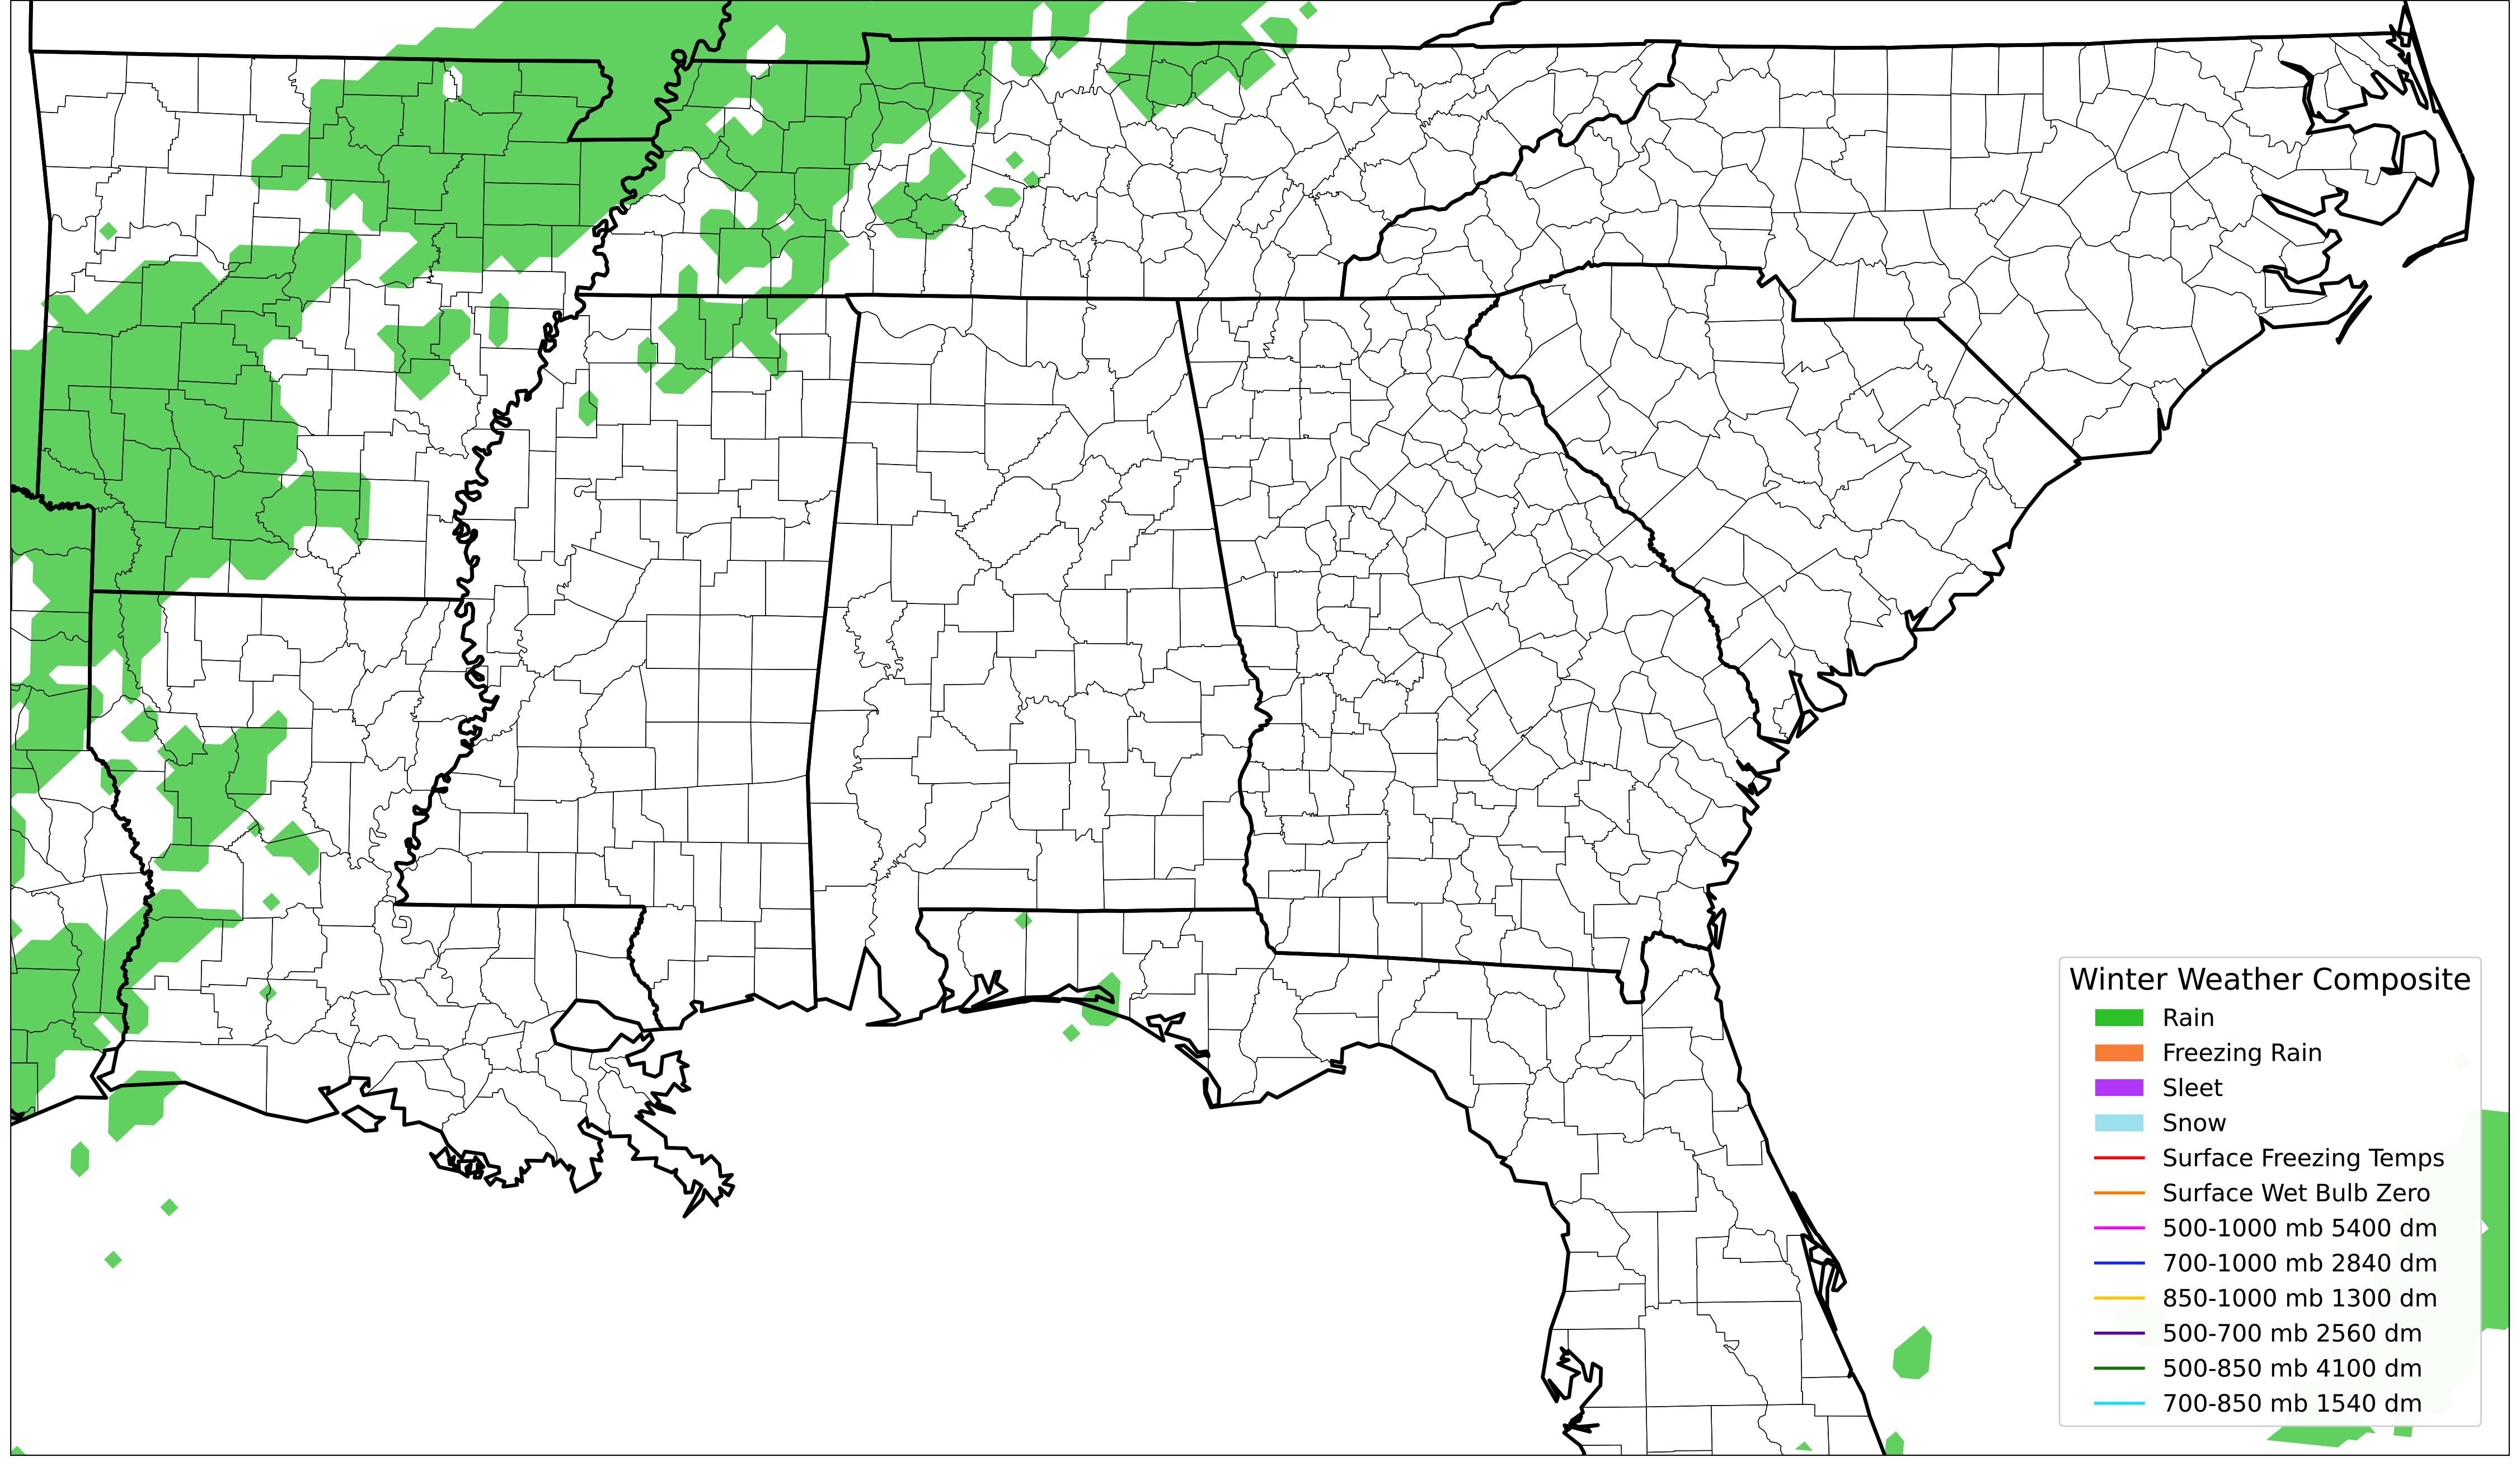 Winter Weather Composite
Rain
Freezing Rain
Sleet
Snow
Surface Freezing Temps
Surface Wet Bulb Zero
500-1000 mb 5400 dm
700-1000 mb 2840 dm
850-1000 mb 1300 dm
500-700 mb 2560 dm
500-850 mb 4100 dm
700-850 mb 1540 dm